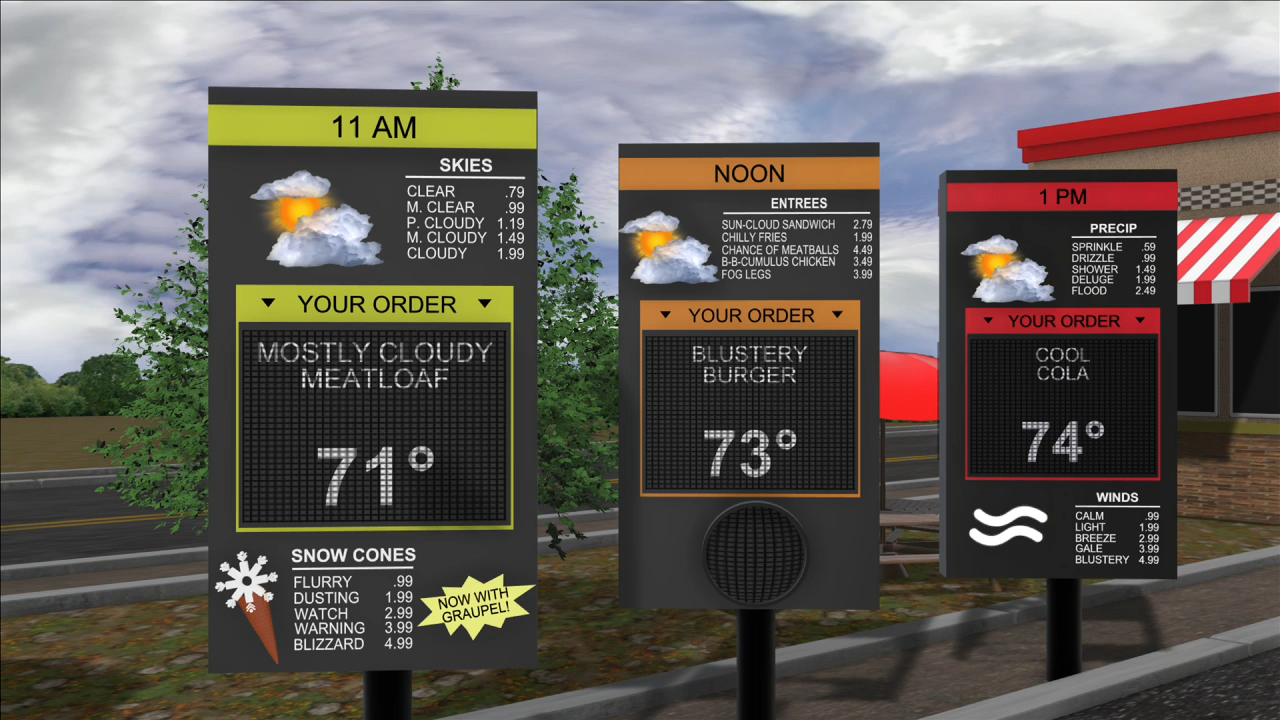 11 AM
SKIES
CLEAR .79
M. CLEAR .99
P. CLOUDY 1.19
M. CLOUDY 1.49
CLOUDY 1.99
YOUR ORDER
MOSTLY CLOUDY
MEATLOAF
71°
SNOW CONES
FLURRY .99
DUSTING 1.99
WATCH 2.99
WARNING 3.99
BLIZZARD 4.99
NOW WITH
GRAUPEL!
NOON
ENTREES
SUN-CLOUD SANDWICH 2.79
CHILLY FRIES 1.99
CHANCE OF MEATBALLS 4.49
B-B-CUMULUS CHICKEN 3.49
FOG LEGS 3.99
YOUR ORDER
BLUSTERY
BURGER
73°
1 PM
PRECIP
SPRINKLE .59
DRIZZLE .99
SHOWER 1.49
DELUGE 1.99
FLOOD 2.49
YOUR ORDER
COOL
COLA
74°
WINDS
CALM .99
LIGHT 1.99
BREEZE 2.99
GALE 3.99
BLUSTERY 4.99